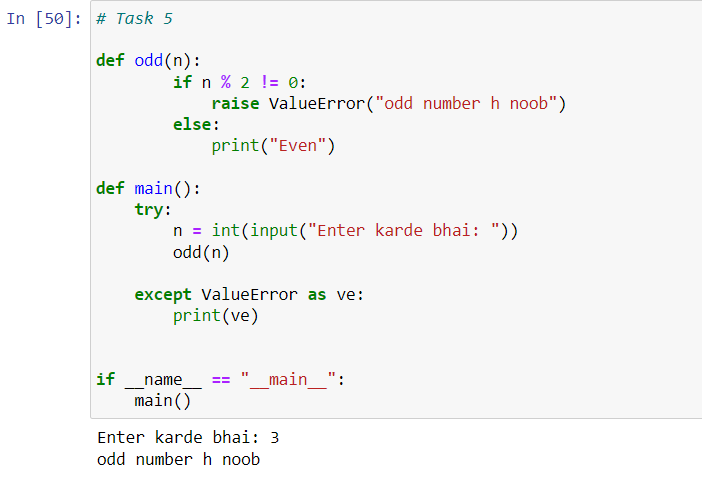 In [50]: # Task 5
def odd(n):
if n % 2 != 0:
raise ValueError("odd number h noob")
else:
print("Even")
def main():
try:
n = int(input("Enter karde bhai: "))
odd(n)
except ValueError as ve:
print(ve)
if __name__ == "__main__":
main()
Enter karde bhai: 3
odd number h noob